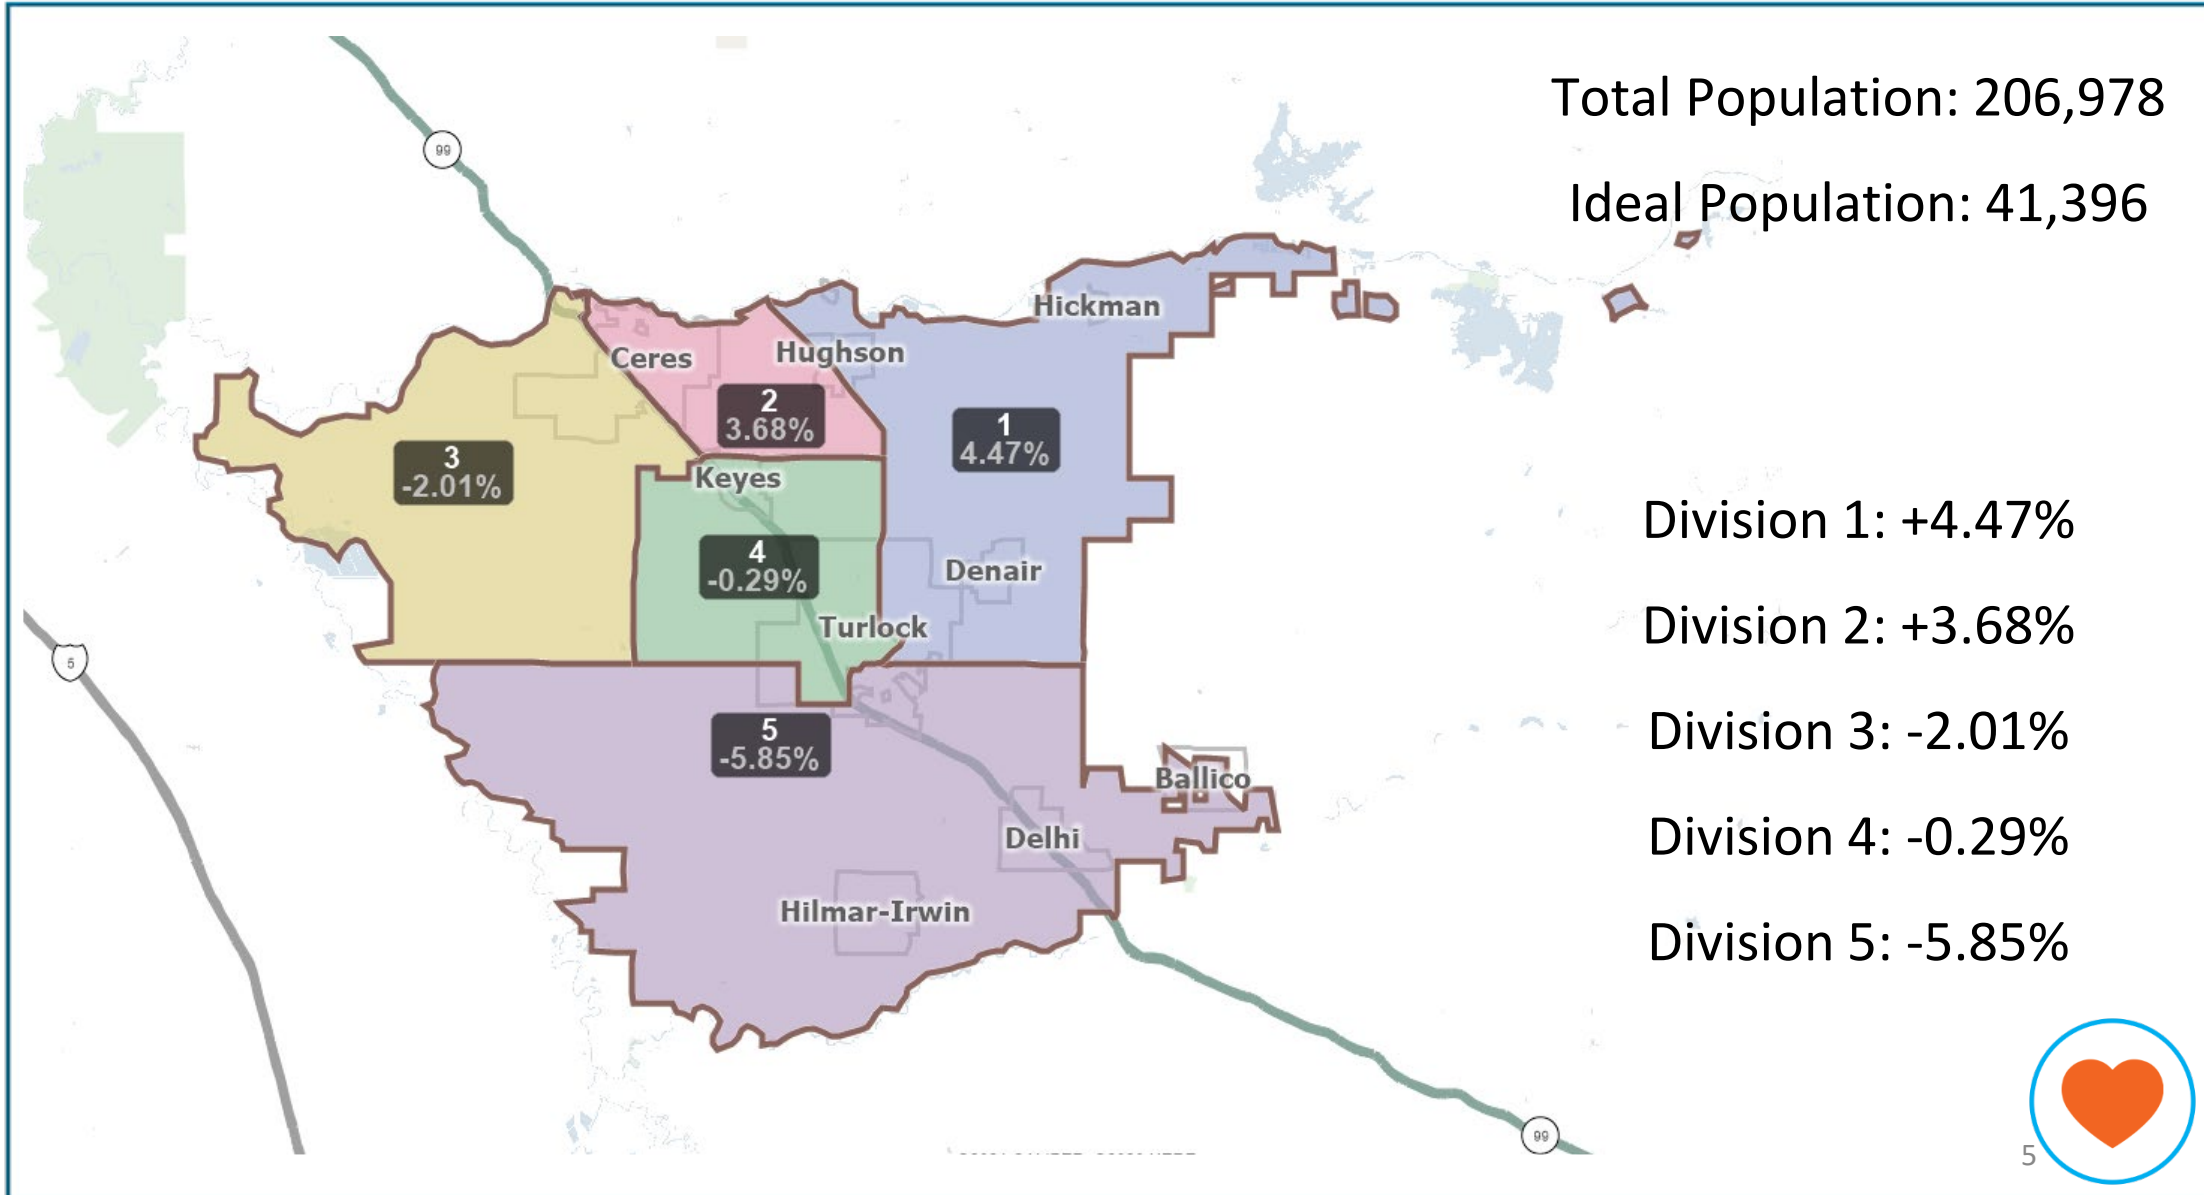 Total Population: 206,978
Ideal Population: 41,396
99
Hickman
Ceres
Hughson
2
3.68%
1
4.47%
3
-2.01%
Keyes
4
-0.29%
Denair
Turlock
5
5
-5.85%
Ballico
Delhi
Hilmar-Irwin
99
Division 1: +4.47%
Division 2: +3.68%
Division 3: -2.01%
Division 4: -0.29%
Division 5: -5.85%
5